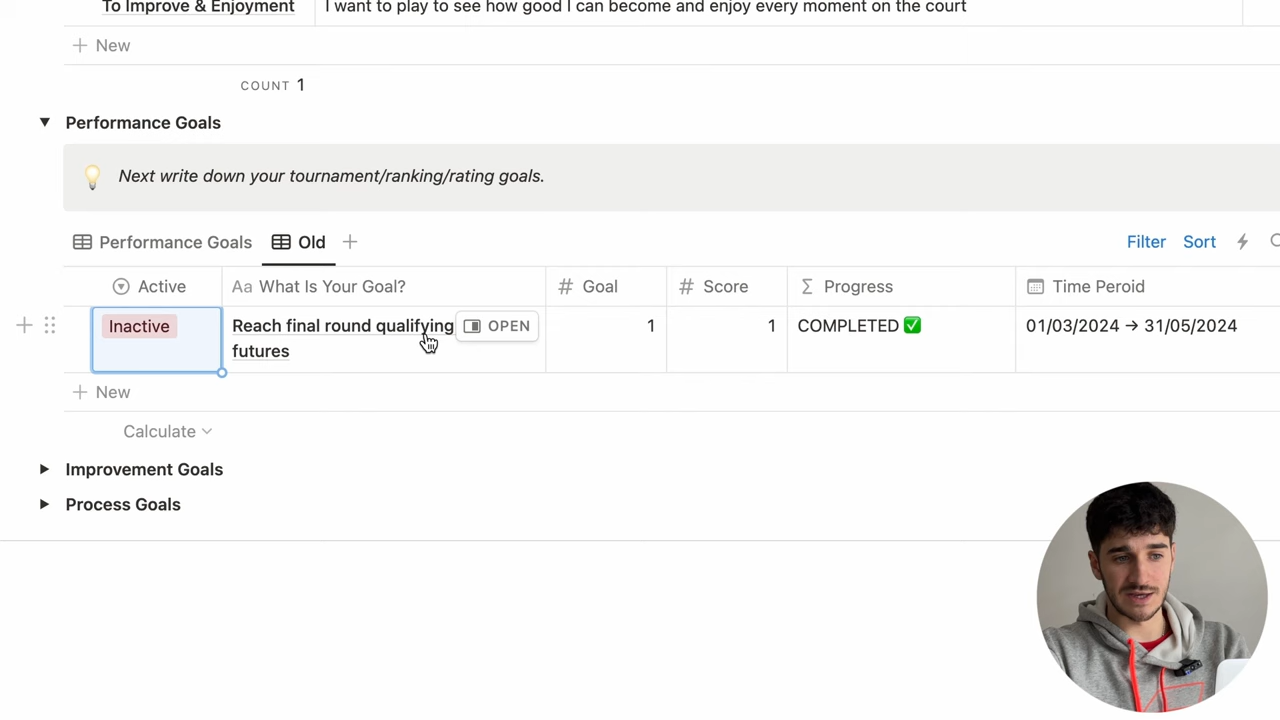 To Improve & Enjoyment I want to play to see how good I can become and enjoy every moment on the court
+ New
COUNT 1
Performance Goals
Next write down your tournament/ranking/rating goals.
Performance Goals Old + Filter Sort
Active Aa What Is Your Goal? # Goal # Score Σ Progress Time Peroid
Inactive Reach final round qualifying OPEN 1 1 COMPLETED ✅ 01/03/2024 → 31/05/2024
futures
+ New
Calculate
Improvement Goals
Process Goals